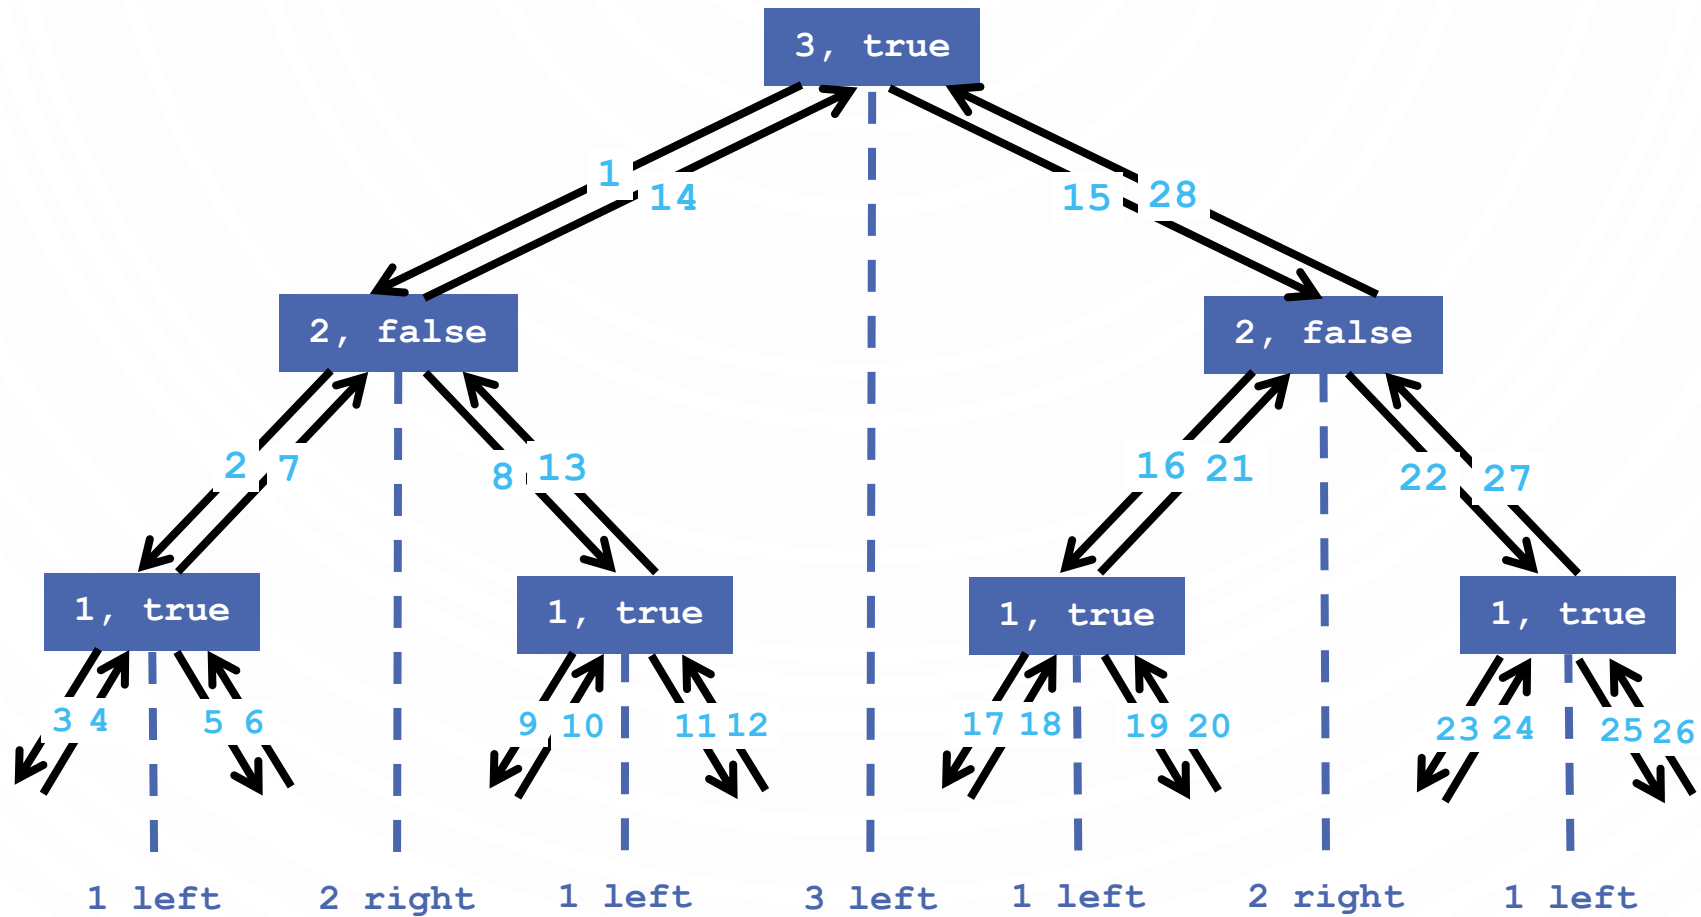 3, true
1
14
15
28
2, false
2, false
2
7
8
13
16
21
22
27
1, true
1, true
1, true
1, true
3
4
5
6
9
10
11
12
17
18
19
20
23
24
25
26
1 left
2 right
1 left
3 left
1 left
2 right
1 left